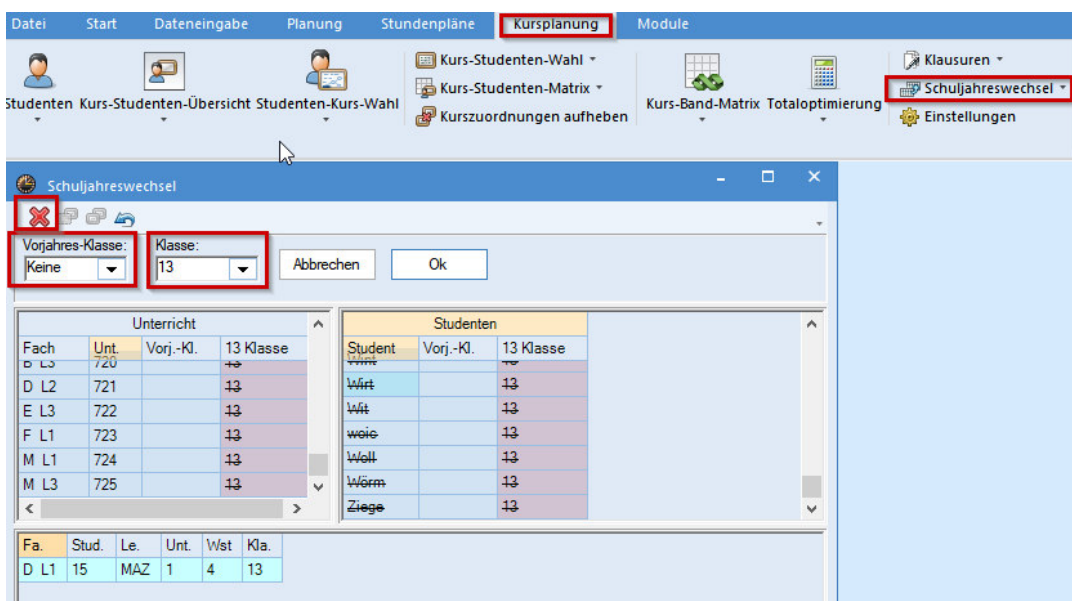 Datei Start Dateneingabe Planung Stundenpläne Kursplanung Module
Studenten Kurs-Studenten-Übersicht Studenten-Kurs-Wahl
Kurs-Studenten-Wahl
Kurs-Studenten-Matrix
Kurszuordnungen aufheben
Kurs-Band-Matrix Totaloptimierung
Klausuren
Schuljahreswechsel
Einstellungen
Schuljahreswechsel
Vorjahres-Klasse: Klasse:
Keine 13 Abbrechen Ok
Unterricht
Fach Unt. Vorj.-Kl. 13 Klasse
720 13
D L2 721 13
E L3 722 13
F L1 723 13
M L1 724 13
M L3 725 13
Studenten
Student Vorj.-Kl. 13 Klasse
Wirt 13
Wit 13
13
Woll 13
Wörm 13
Ziege 13
Fa. Stud. Le. Unt. Wst Kla.
D L1 15 MAZ 1 4 13